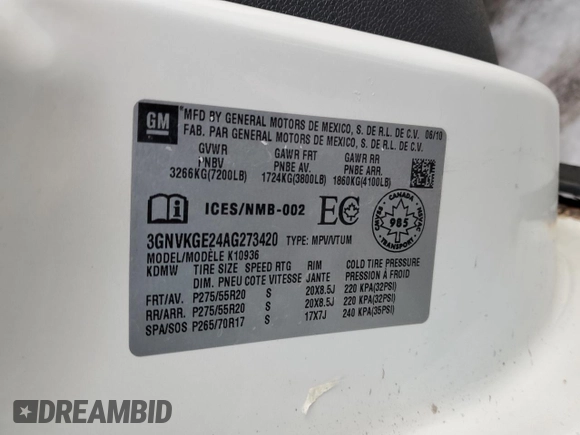 GM
*MFD BY GENERAL MOTORS DE MEXICO, S. DE R.L. DE C.V. 06/10
FAB. PAR GENERAL MOTORS DE MEXICO, S. DE R.L. DE C.V.
GVWR GAWR FRT GAWR RR
PNBV PNBE AV. PNBE ARR.
3266KG(7200LB) 1724KG(3800LB) 1860KG(4100LB)
ICES/NMB-002 EC
CANADA
CMVSS NSVAC
985
TRANSPORT
3GNVKGE24AG273420 TYPE: MPV/VTUM
MODEL/MODÈLE K10936
KDMW TIRE SIZE SPEED RTG RIM COLD TIRE PRESSURE
DIM. PNEU COTE VITESSE JANTE PRESSION À FROID
FRT/AV. P275/55R20 S 20X8.5J 220 KPA(32PSI)
RR/ARR. P275/55R20 S 20X8.5J 220 KPA(32PSI)
SPA/SOS P265/70R17 S 17X7J 240 KPA(35PSI)
DREAMBID